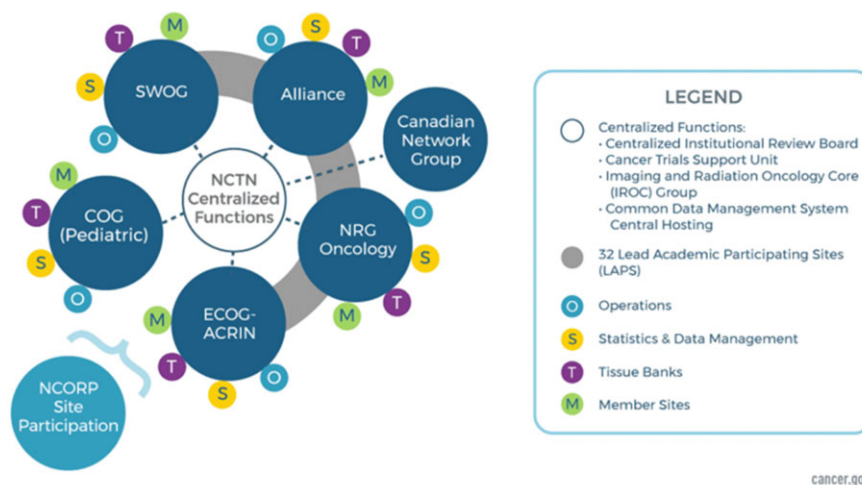 M
T
S
O
SWOG
O
S
T
M
Alliance
Canadian
Network
Group
NCTN
Centralized
Functions
M
T
S
O
COG
(Pediatric)
O
S
T
M
NRG
Oncology
M
T
S
O
ECOG-
ACRIN
NCORP
Site
Participation
LEGEND
Centralized Functions:
· Centralized Institutional Review Board
· Cancer Trials Support Unit
· Imaging and Radiation Oncology Core
(IROC) Group
· Common Data Management System
Central Hosting
32 Lead Academic Participating Sites
(LAPS)
O Operations
S Statistics & Data Management
T Tissue Banks
M Member Sites
cancer.go